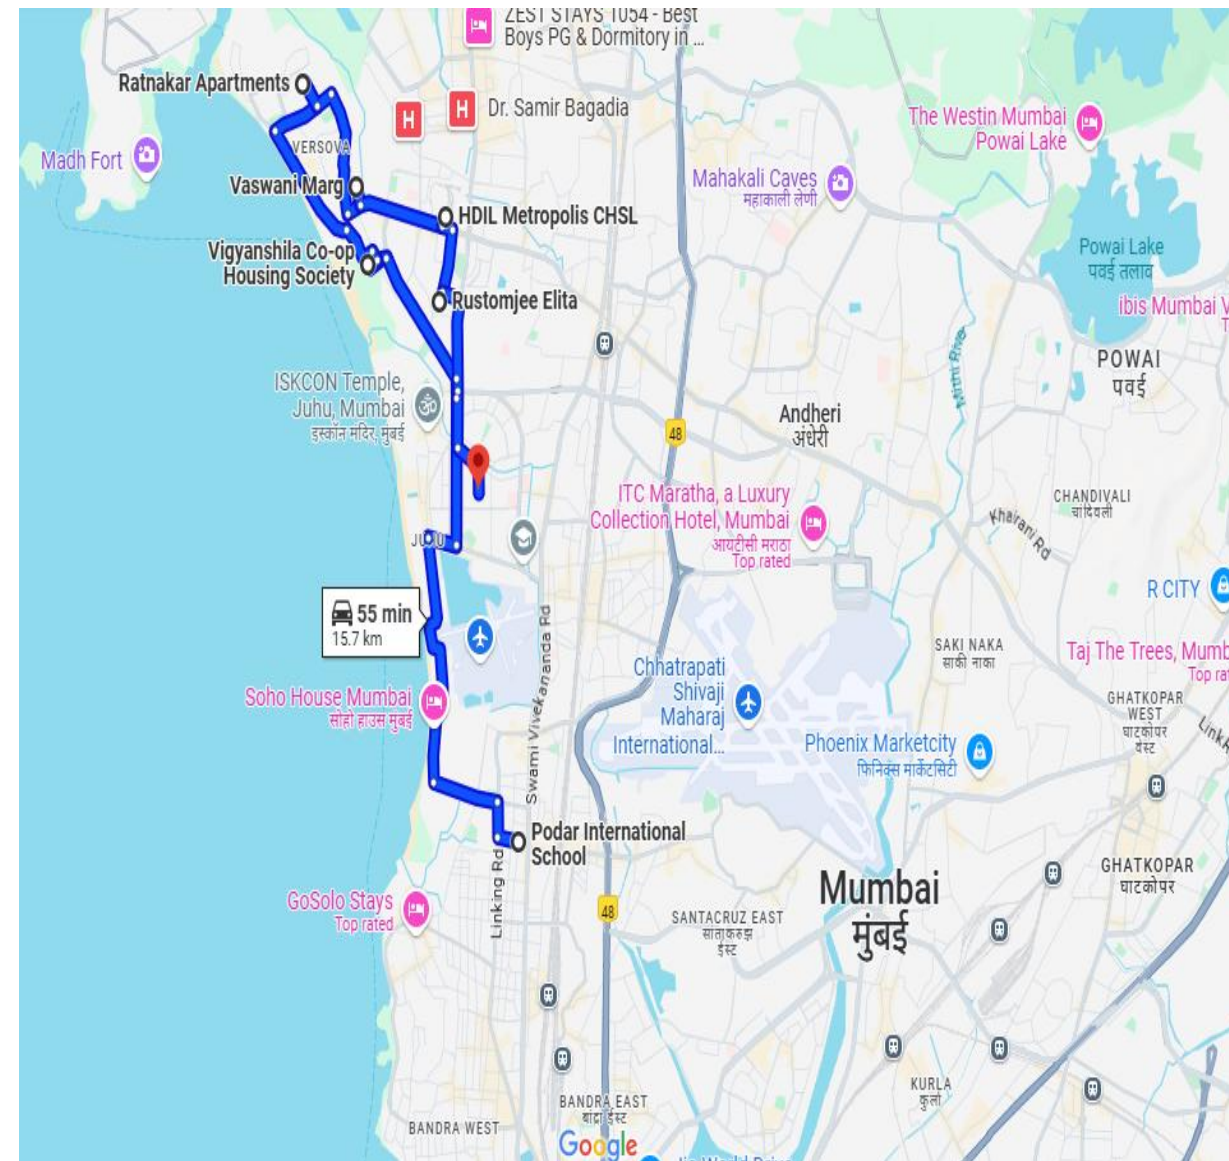 ZEST STAYS 1054 - Best
Boys PG & Dormitory in ...
Ratnakar Apartments
H
H
Dr. Samir Bagadia
The Westin Mumbai
Powai Lake
VERSOVA
Madh Fort
Mahakali Caves
महाकाली लेणी
Vaswani Marg
HDIL Metropolis CHSL
Vigyanshila Co-op
Housing Society
Powai Lake
पवई तलाव
Rustomjee Elita
ibis Mumbai V
Mithi River
POWAI
पवई
ISKCON Temple,
Juhu, Mumbai
इस्कॉन मंदिर, मुंबई
Andheri
अंधेरी
48
ITC Maratha, a Luxury
Collection Hotel, Mumbai
आयटीसी मराठा
Top rated
CHANDIVALI
चांदिवली
Khairani Rd
JUHU
R CITY
55 min
15.7 km
Swami Vivekananda Rd
SAKI NAKA
साकी नाका
Taj The Trees, Mumb
Top rat
Chhatrapati
Shivaji
Maharaj
International...
Soho House Mumbai
सोहो हाउस मुंबई
GHATKOPAR
WEST
घाटकोपर
वेस्ट
Phoenix Marketcity
फिनिक्स मार्केटसिटी
Podar International
School
Linking Rd
GHATKOPAR
घाटकोपर
Mumbai
मुंबई
GoSolo Stays
Top rated
48
SANTACRUZ EAST
सांताक्रुझ
ईस्ट
KURLA
कुर्ला
BANDRA EAST
बांद्रा ईस्ट
BANDRA WEST
Google